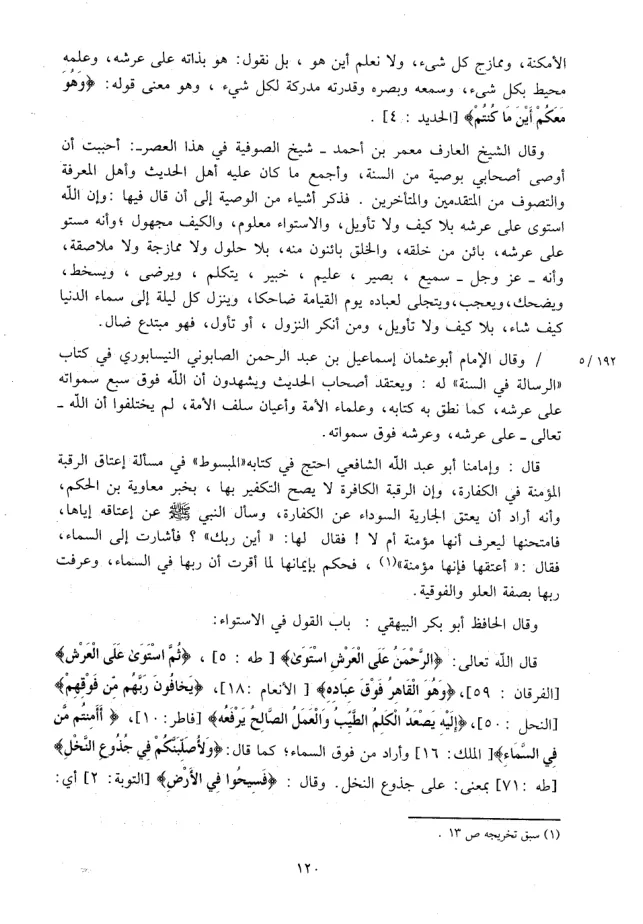 الأمكنة، وممازج كل شىء، ولا نعلم أين هو ، بل نقول: هو بذاته على عرشه، وعلمه
محيط بكل شىء، وسمعه وبصره وقدرته مدركة لكل شيء ، وهو معنى قوله: ﴿وَهُوَ
مَعَكُمْ أَيْنَ مَا كُنتُمْ﴾ [الحديد : ٤] .
وقال الشيخ العارف معمر بن أحمد ـ شيخ الصوفية في هذا العصرـ: أحببت أن
أوصى أصحابي بوصية من السنة، وأجمع ما كان عليه أهل الحديث وأهل المعرفة
والتصوف من المتقدمين والمتأخرين . فذكر أشياء من الوصية إلى أن قال فيها :وإن الله
استوى على عرشه بلا كيف ولا تأويل، والاستواء معلوم، والكيف مجهول ؛وأنه مستو
على عرشه، بائن من خلقه، والخلق بائنون منه، بلا حلول ولا ممازجة ولا ملاصقة،
وأنه ـ عز وجل ـ سميع ، بصير ، عليم ، خبير ، يتكلم ، ويرضى ، ويسخط،
ويضحك،ويعجب،ويتجلى لعباده يوم القيامة ضاحكا، وينزل كل ليلة إلى سماء الدنيا
كيف شاء، بلا كيف ولا تأويل، ومن أنكر النزول ، أو تأول، فهو مبتدع ضال.
٥/١٩٢ / وقال الإمام أبوعثمان إسماعيل بن عبد الرحمن الصابوني النيسابوري في كتاب
«الرسالة في السنة» له : ويعتقد أصحاب الحديث ويشهدون أن الله فوق سبع سمواته
على عرشه، كما نطق به كتابه، وعلماء الأمة وأعيان سلف الأمة، لم يختلفوا أن الله ـ
تعالى ـ على عرشه، وعرشه فوق سمواته.
قال : وإمامنا أبو عبد الله الشافعي احتج في كتابه«المبسوط» في مسألة إعتاق الرقبة
المؤمنة في الكفارة، وإن الرقبة الكافرة لا يصح التكفير بها ، بخبر معاوية بن الحكم،
وأنه أراد أن يعتق الجارية السوداء عن الكفارة، وسأل النبي ﷺ عن إعتاقه إياها،
فامتحنها ليعرف أنها مؤمنة أم لا ! فقال لها: « أين ربك» ؟ فأشارت إلى السماء،
فقال :« أعتقها فإنها مؤمنة»(١) ، فحكم بإيمانها لما أقرت أن ربها في السماء، وعرفت
ربها بصفة العلو والفوقية.
وقال الحافظ أبو بكر البيهقي : باب القول في الاستواء:
قال الله تعالى: ﴿الرَّحْمَنُ عَلَى الْعَرْشِ اسْتَوَىٰ﴾ [ طه : ٥] ، ﴿ثُمَّ اسْتَوَىٰ عَلَى الْعَرْشِ﴾
[الفرقان : ٥٩]،﴿وَهُوَ الْقَاهِرُ فَوْقَ عِبَادِهِ﴾ [ الأنعام :١٨]، ﴿يَخَافُونَ رَبَّهُم مِّن فَوْقِهِمْ﴾
[النحل :٥٠]،﴿إِلَيْهِ يَصْعَدُ الْكَلِمُ الطَّيِّبُ وَالْعَمَلُ الصَّالِحُ يَرْفَعُهُ﴾[فاطر:١٠]، ﴿ أَأَمِنتُم مَّن
فِي السَّمَاءِ﴾[ الملك: ١٦] وأراد من فوق السماء؛ كما قال:﴿وَلَأُصَلِّبَنَّكُمْ فِي جُذُوعِ النَّخْلِ﴾
[طه :٧١] بمعنى: على جذوع النخل. وقال : ﴿فَسِيحُوا فِي الْأَرْضِ﴾ [التوبة: ٢] أي:
(١) سبق تخريجه ص ١٣ .
١٢٠